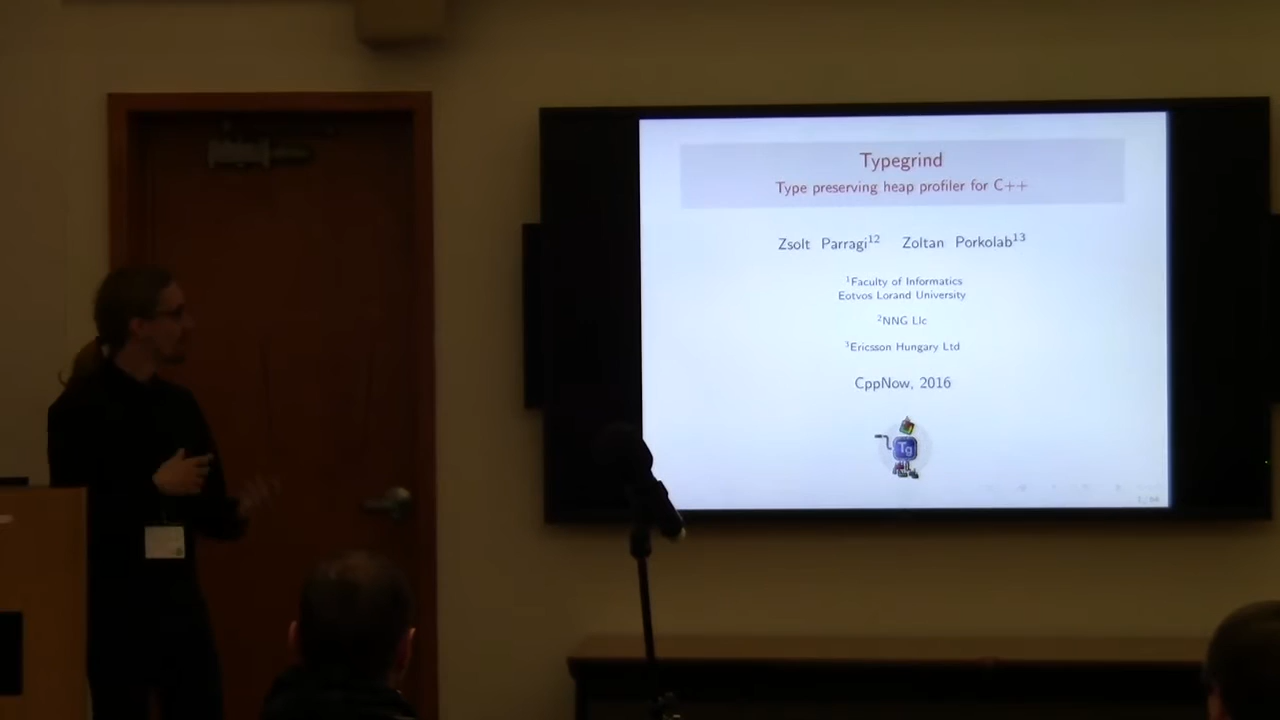 Typegrind
Type preserving heap profiler for C++
Zsolt Parragi¹² Zoltan Porkolab¹³
¹Faculty of Informatics
Eotvos Lorand University
²NNG Llc
³Ericsson Hungary Ltd
CppNow, 2016
Tg